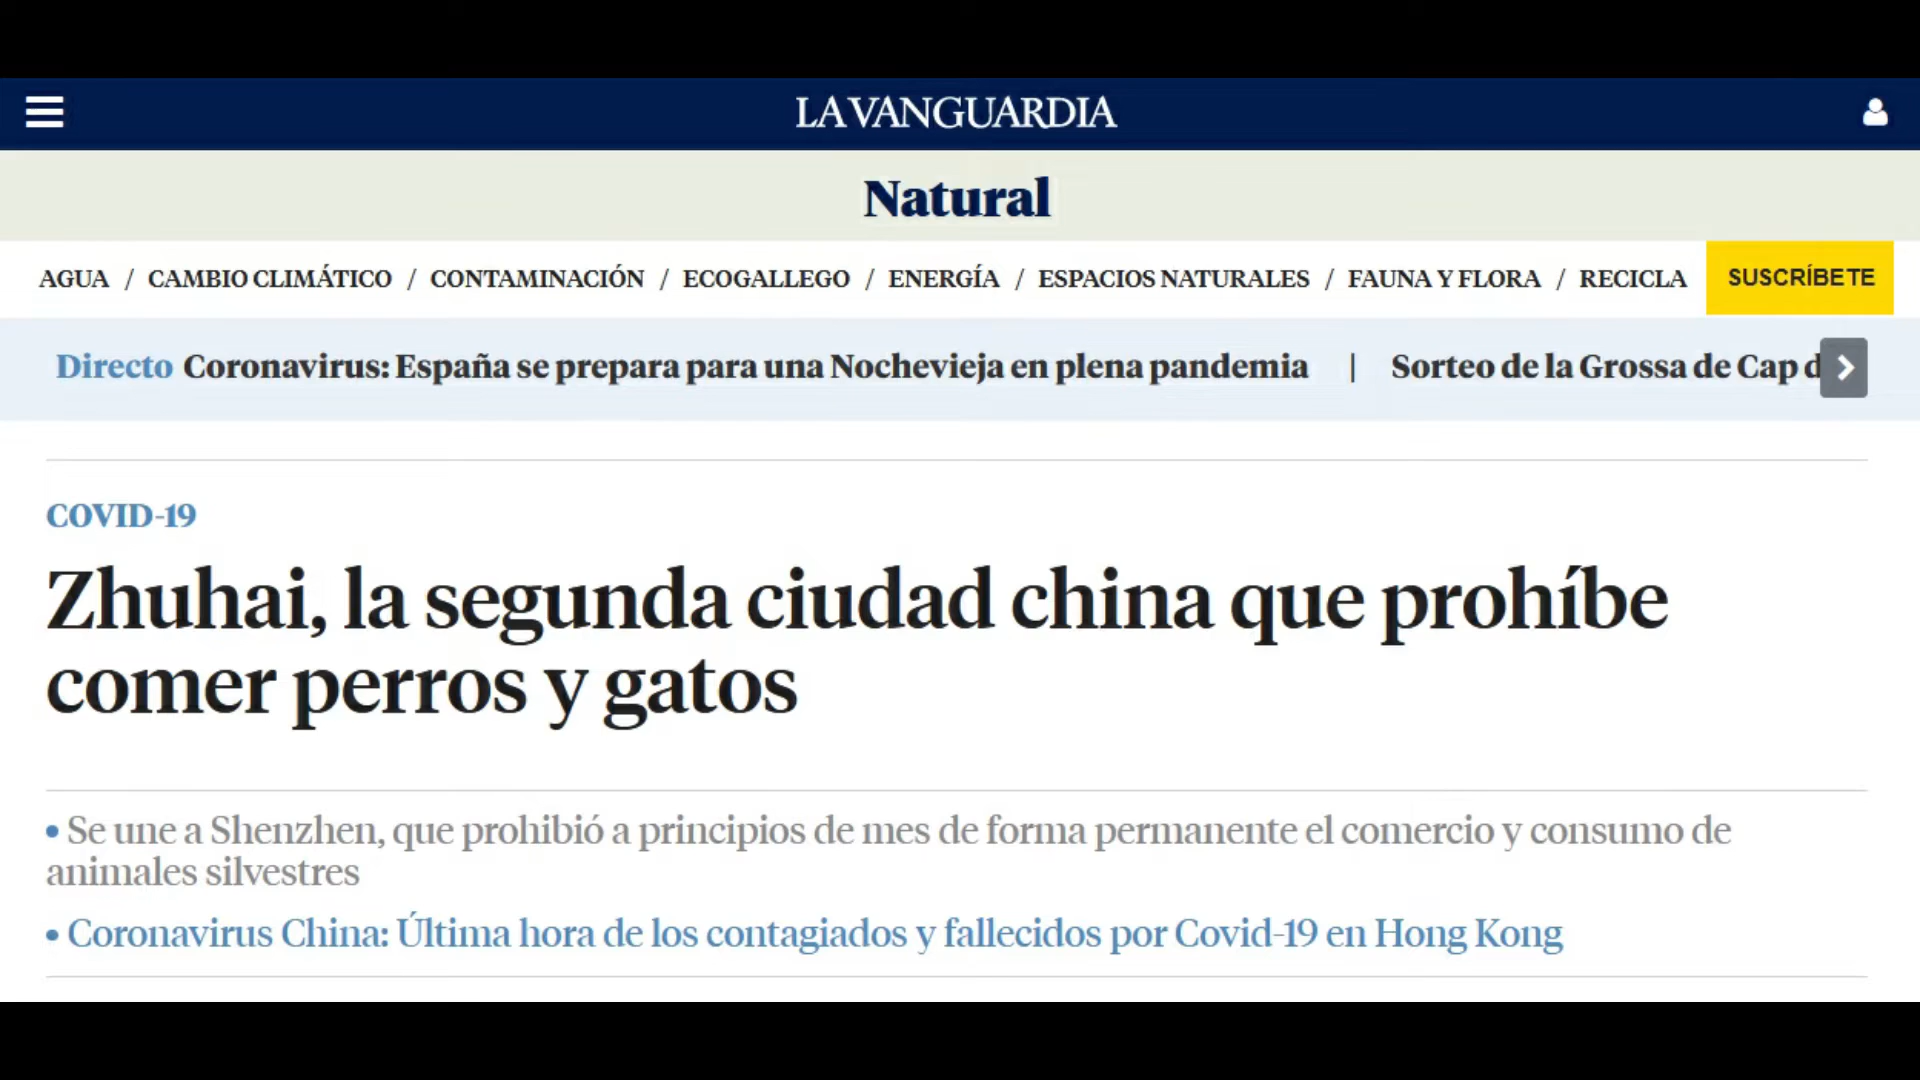 LA VANGUARDIA
Natural
AGUA / CAMBIO CLIMÁTICO / CONTAMINACIÓN / ECOGALLEGO / ENERGÍA / ESPACIOS NATURALES / FAUNA Y FLORA / RECICLA SUSCRÍBETE
Directo Coronavirus: España se prepara para una Nochevieja en plena pandemia | Sorteo de la Grossa de Cap d
COVID-19
Zhuhai, la segunda ciudad china que prohíbe
comer perros y gatos
• Se une a Shenzhen, que prohibió a principios de mes de forma permanente el comercio y consumo de
animales silvestres
• Coronavirus China: Última hora de los contagiados y fallecidos por Covid-19 en Hong Kong